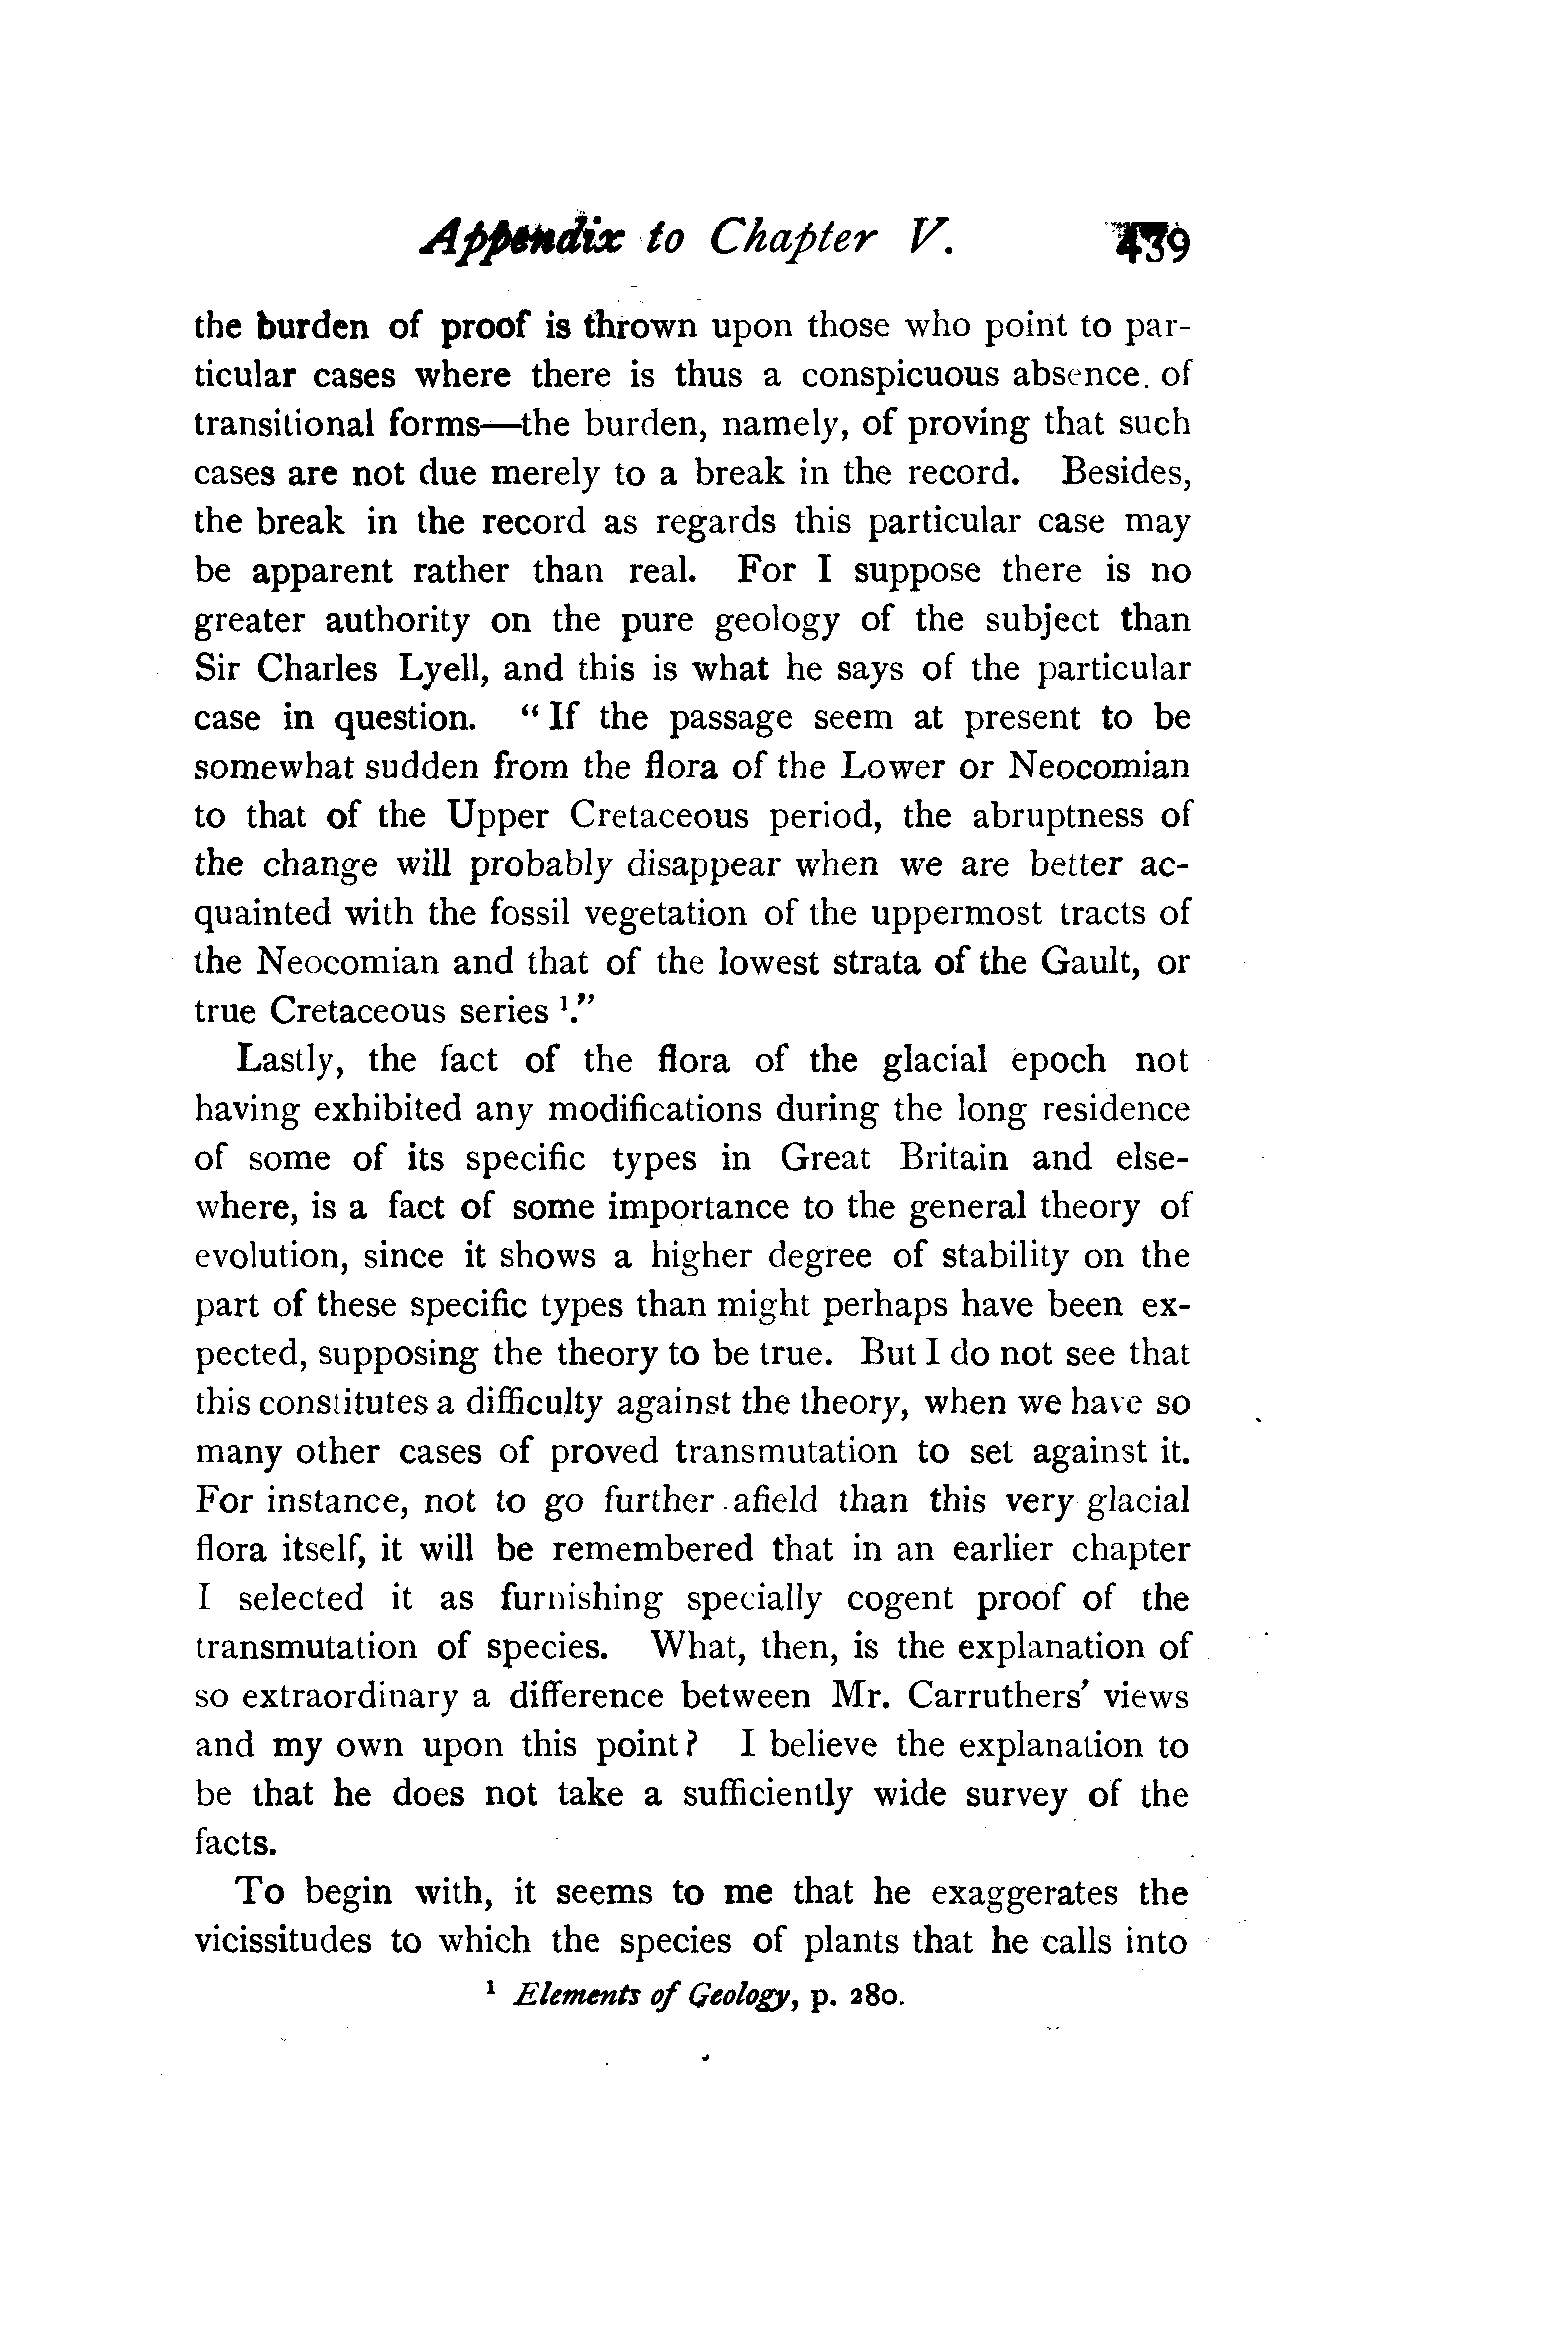 Appendix to Chapter V. 439
the burden of proof is thrown upon those who point to par-
ticular cases where there is thus a conspicuous absence of
transitional forms—the burden, namely, of proving that such
cases are not due merely to a break in the record. Besides,
the break in the record as regards this particular case may
be apparent rather than real. For I suppose there is no
greater authority on the pure geology of the subject than
Sir Charles Lyell, and this is what he says of the particular
case in question. “If the passage seem at present to be
somewhat sudden from the flora of the Lower or Neocomian
to that of the Upper Cretaceous period, the abruptness of
the change will probably disappear when we are better ac-
quainted with the fossil vegetation of the uppermost tracts of
the Neocomian and that of the lowest strata of the Gault, or
true Cretaceous series ¹.”
Lastly, the fact of the flora of the glacial epoch not
having exhibited any modifications during the long residence
of some of its specific types in Great Britain and else-
where, is a fact of some importance to the general theory of
evolution, since it shows a higher degree of stability on the
part of these specific types than might perhaps have been ex-
pected, supposing the theory to be true. But I do not see that
this constitutes a difficulty against the theory, when we have so
many other cases of proved transmutation to set against it.
For instance, not to go further afield than this very glacial
flora itself, it will be remembered that in an earlier chapter
I selected it as furnishing specially cogent proof of the
transmutation of species. What, then, is the explanation of
so extraordinary a difference between Mr. Carruthers’ views
and my own upon this point? I believe the explanation to
be that he does not take a sufficiently wide survey of the
facts.
To begin with, it seems to me that he exaggerates the
vicissitudes to which the species of plants that he calls into
¹ Elements of Geology, p. 280.